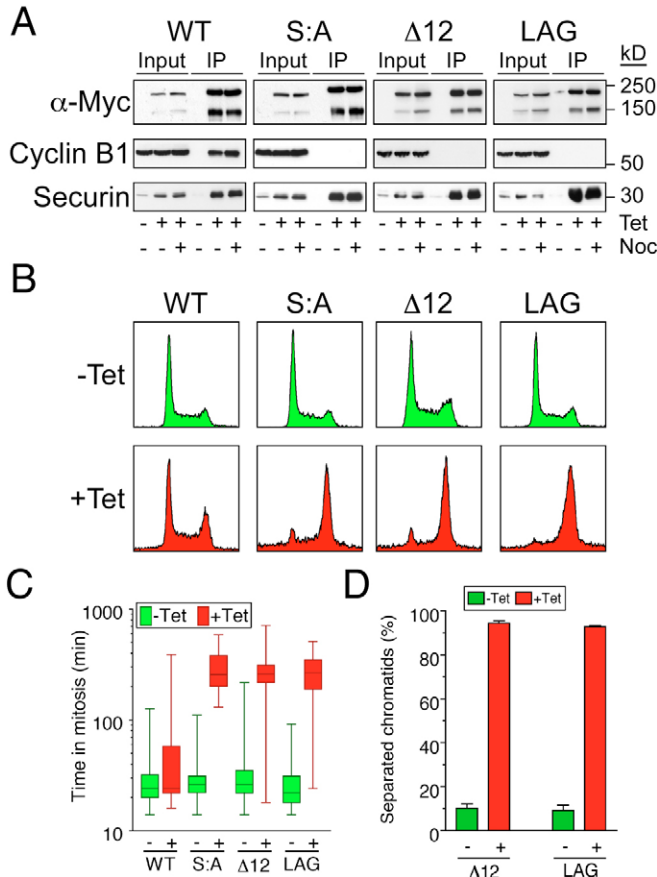 A
WT S:A Δ12 LAG
Input IP Input IP Input IP Input IP kD
α-Myc 250
150
Cyclin B1 50
Securin 30
- + + - + + - + + - + + - + + - + + - + + - + + Tet
- - + - - + - - + - - + - - + - - + - - + - - + Noc
B
WT S:A Δ12 LAG
-Tet
+Tet
C
-Tet +Tet
Time in mitosis (min)
1000
100
10
- + - + - + - +
WT S:A Δ12 LAG
D
-Tet +Tet
Separated chromatids (%)
100
80
60
40
20
0
- + - +
Δ12 LAG